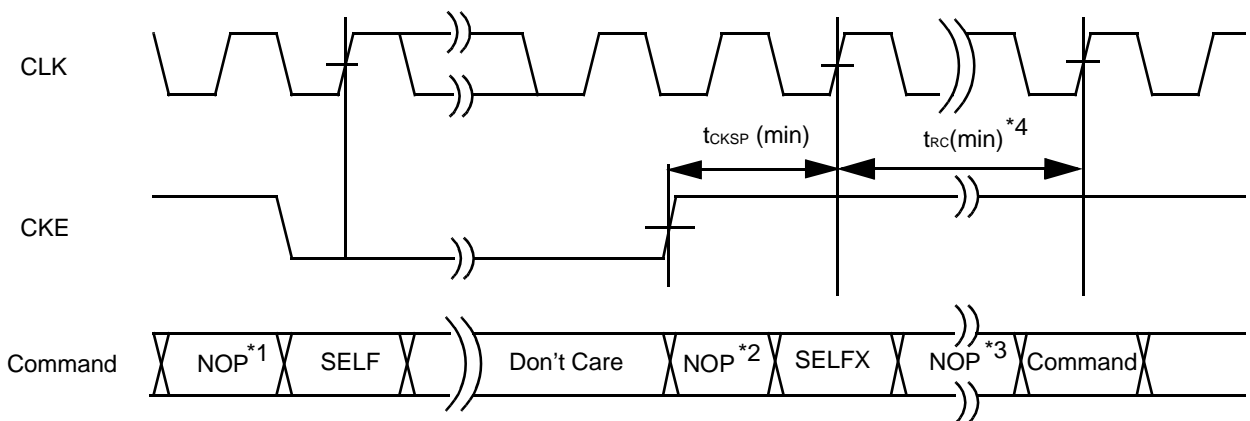 CLK
tCKSP (min)
tRC(min)*4
CKE
Command
NOP*1
SELF
Don't Care
NOP*2
SELFX
NOP*3
Command